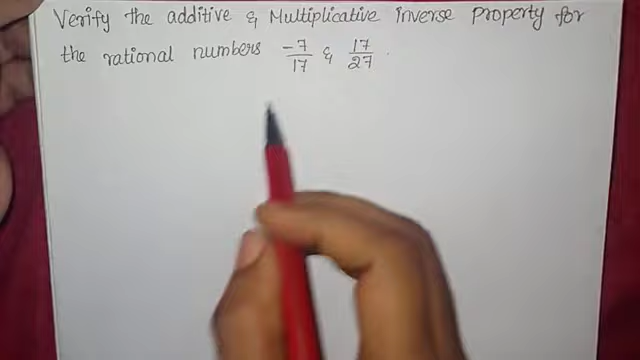 Verify the additive & Multiplicative inverse Property for
the rational numbers -7/17 & 17/27.